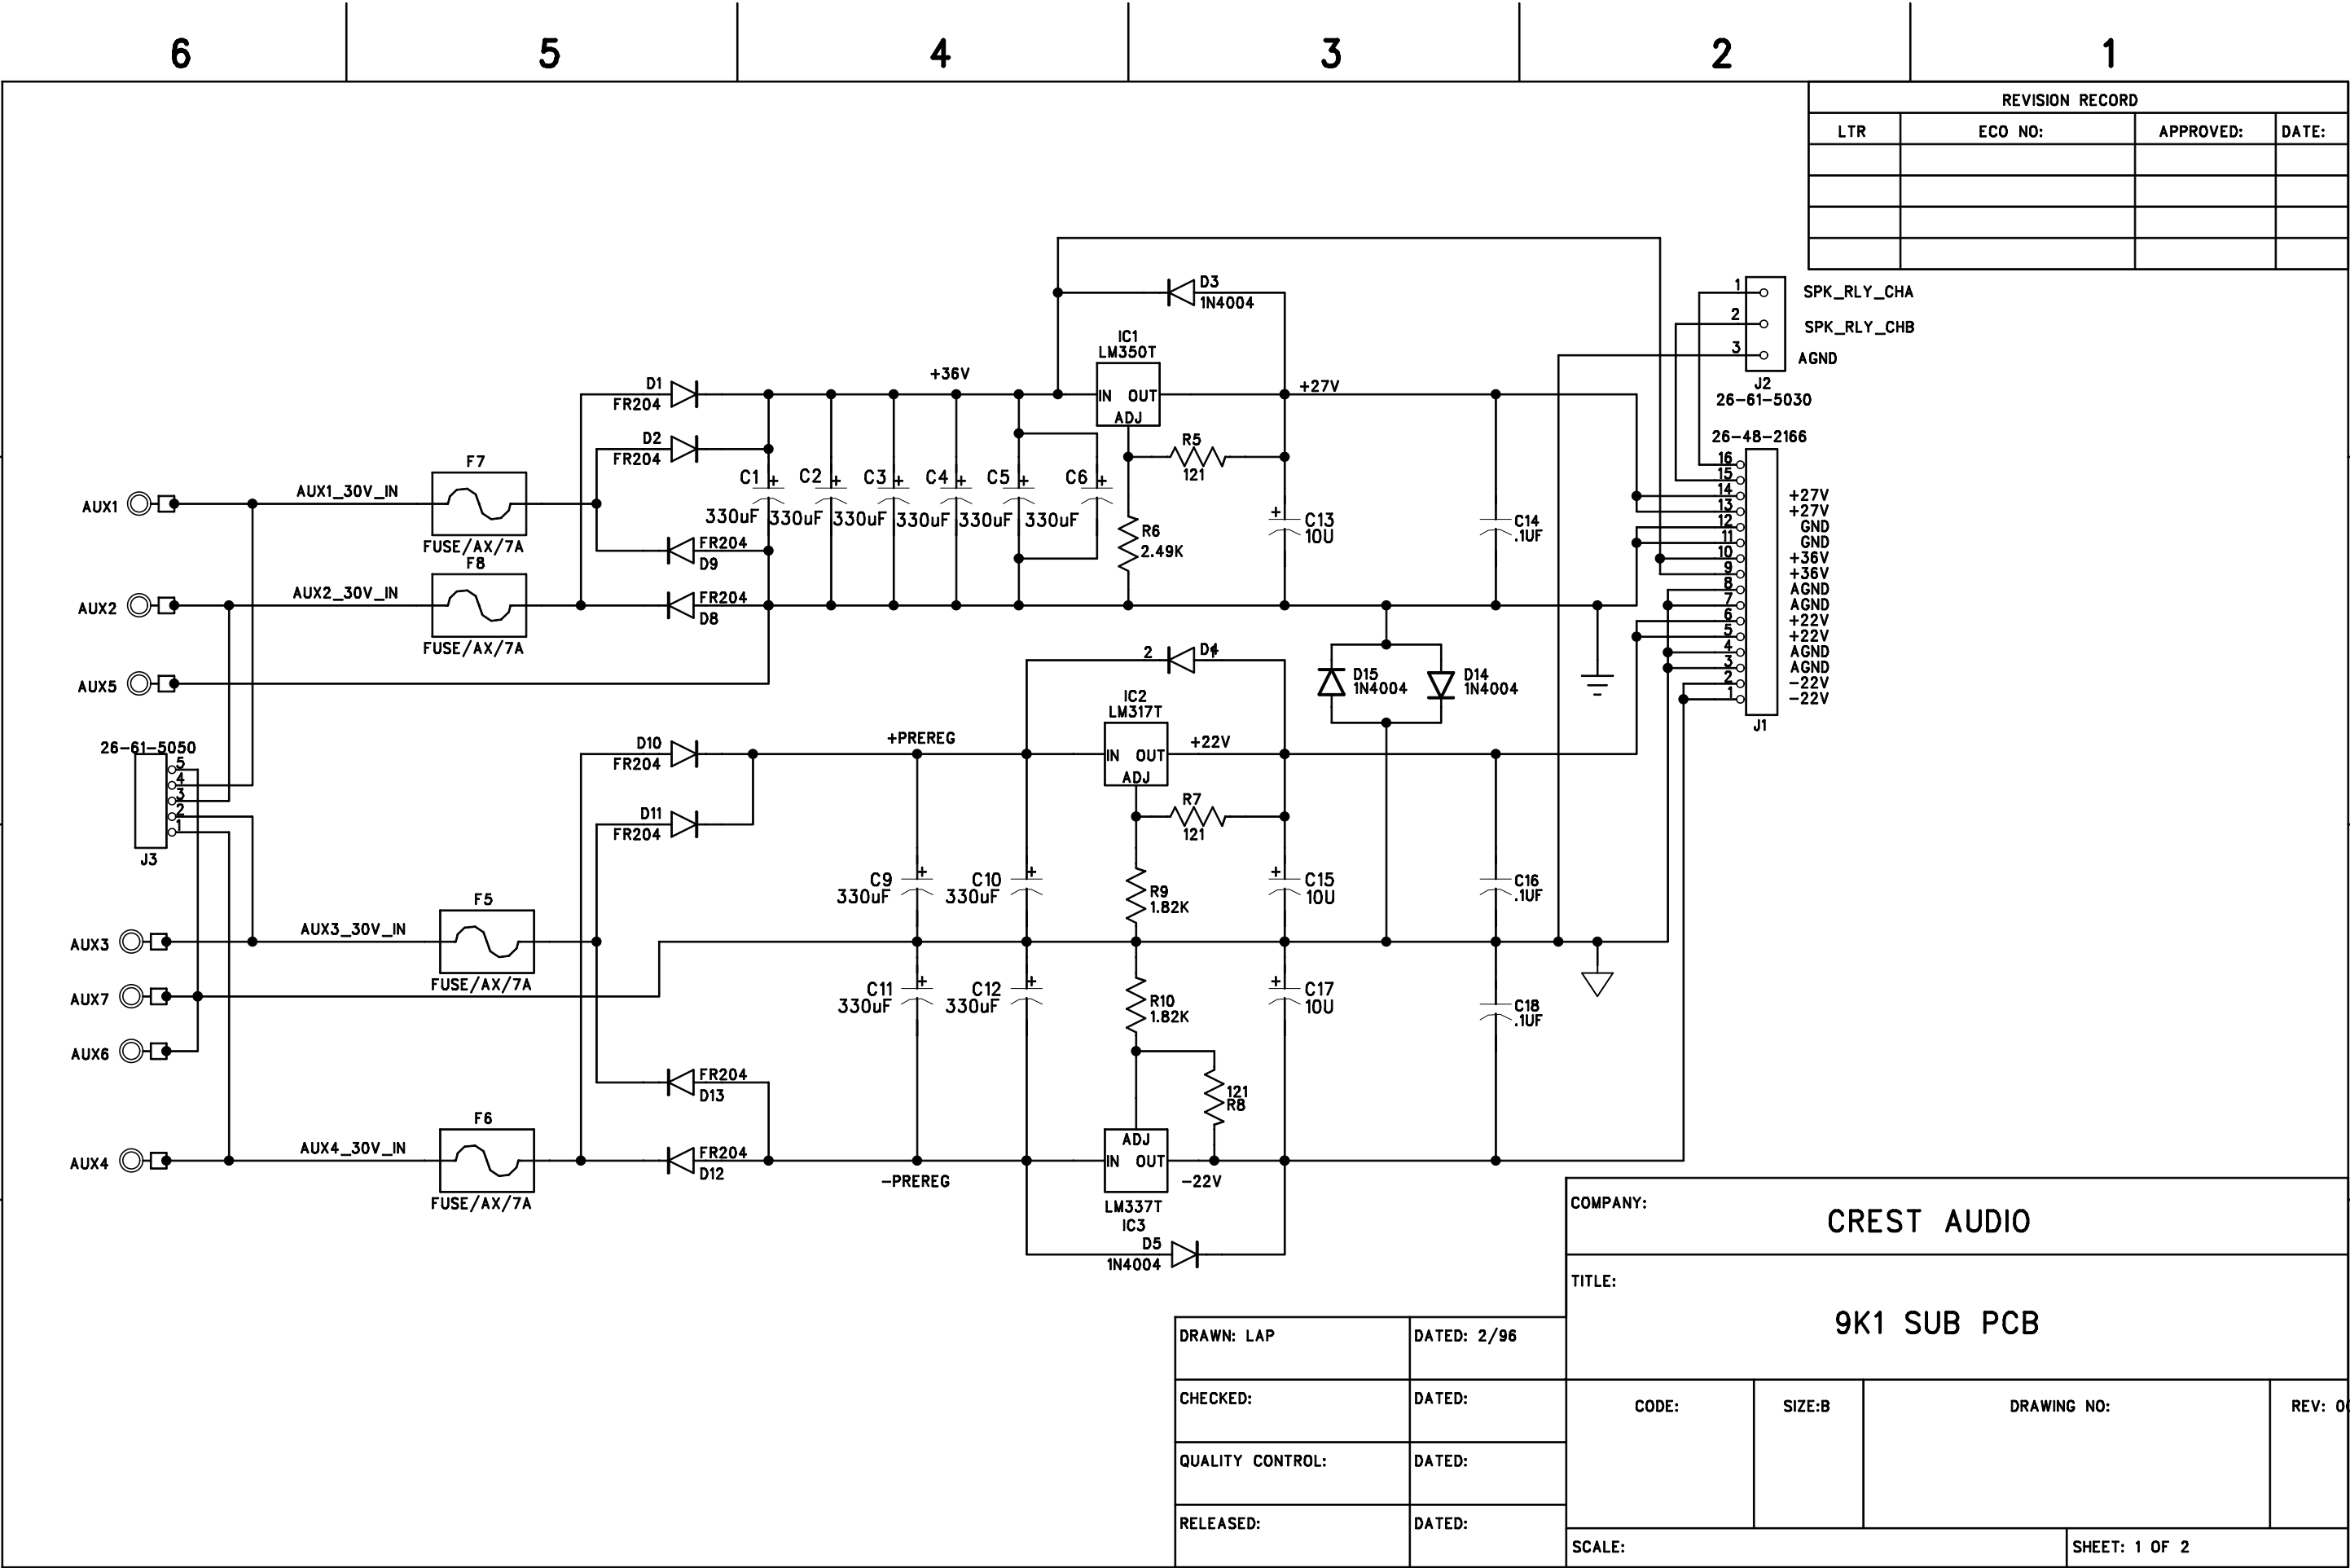 6 5 4 3 2 1
REVISION RECORD
LTR ECO NO: APPROVED: DATE:
D3
1N4004
1 SPK_RLY_CHA
2 SPK_RLY_CHB
3 AGND
J2
26-61-5030
IC1
LM350T
IN OUT
ADJ
+36V
+27V
D1
FR204
D2
FR204
26-48-2166
F7
AUX1
AUX1_30V_IN
FUSE/AX/7A
R5
121
C1 + C2 + C3 + C4 + C5 + C6 +
330uF 330uF 330uF 330uF 330uF 330uF
R6
2.49K
+ C13
10U
C14
.1UF
FR204
D9
F8
AUX2
AUX2_30V_IN
FUSE/AX/7A
FR204
D8
AUX5
16
15
14 +27V
13 +27V
12 GND
11 GND
10 +36V
9 +36V
8 AGND
7 AGND
6 +22V
5 +22V
4 AGND
3 AGND
2 -22V
1 -22V
J1
2 D4
D15
1N4004
D14
1N4004
IC2
LM317T
IN OUT
ADJ
+PREREG
+22V
26-61-5050
5
4
3
2
1
J3
D10
FR204
D11
FR204
R7
121
C9 +
330uF
C10 +
330uF
R9
1.82K
+ C15
10U
C16
.1UF
F5
AUX3
AUX3_30V_IN
FUSE/AX/7A
AUX7
AUX6
C11 +
330uF
C12 +
330uF
R10
1.82K
+ C17
10U
C18
.1UF
FR204
D13
121
R8
F6
AUX4
AUX4_30V_IN
FUSE/AX/7A
FR204
D12
-PREREG
ADJ
IN OUT
-22V
LM337T
IC3
D5
1N4004
COMPANY:
CREST AUDIO
TITLE:
9K1 SUB PCB
DRAWN: LAP DATED: 2/96
CHECKED: DATED:
CODE: SIZE:B DRAWING NO: REV:
QUALITY CONTROL: DATED:
RELEASED: DATED:
SCALE: SHEET: 1 OF 2